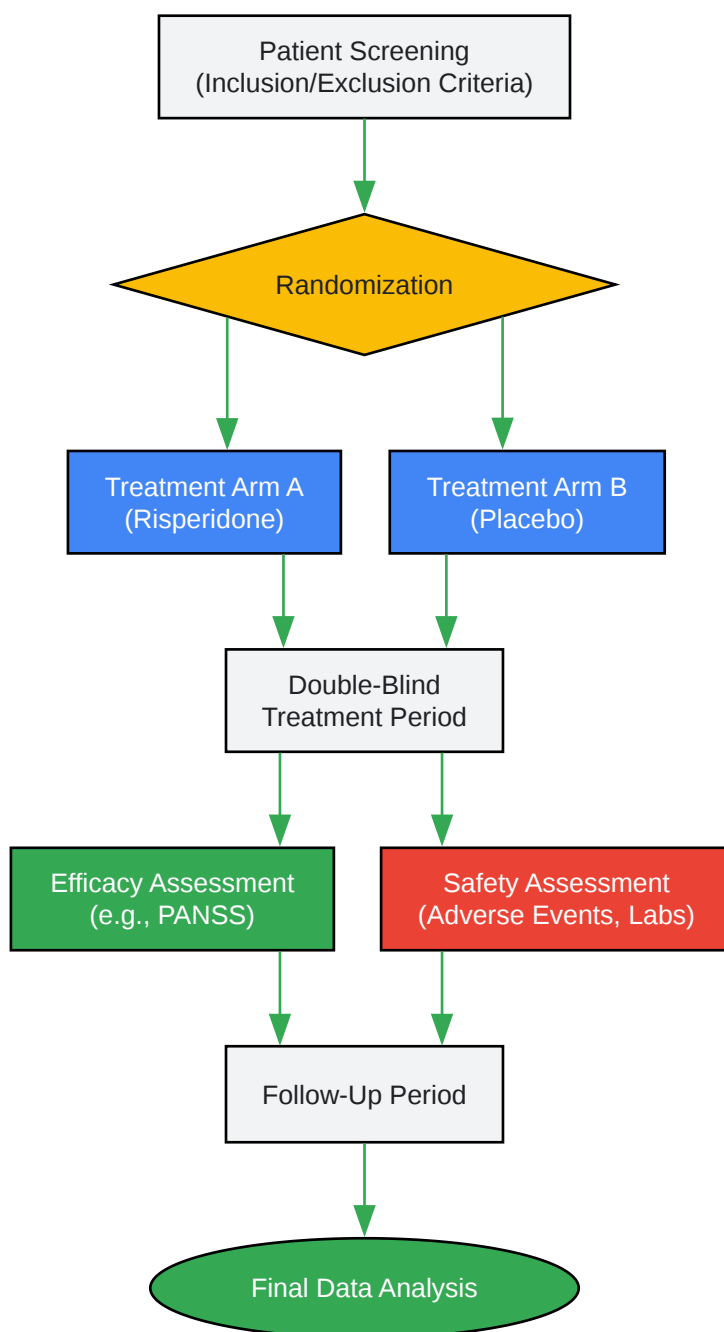 Patient Screening
(Inclusion/Exclusion Criteria)
Randomization
Treatment Arm A
(Risperidone)
Treatment Arm B
(Placebo)
Double-Blind
Treatment Period
Efficacy Assessment
(e.g., PANSS)
Safety Assessment
(Adverse Events, Labs)
Follow-Up Period
Final Data Analysis